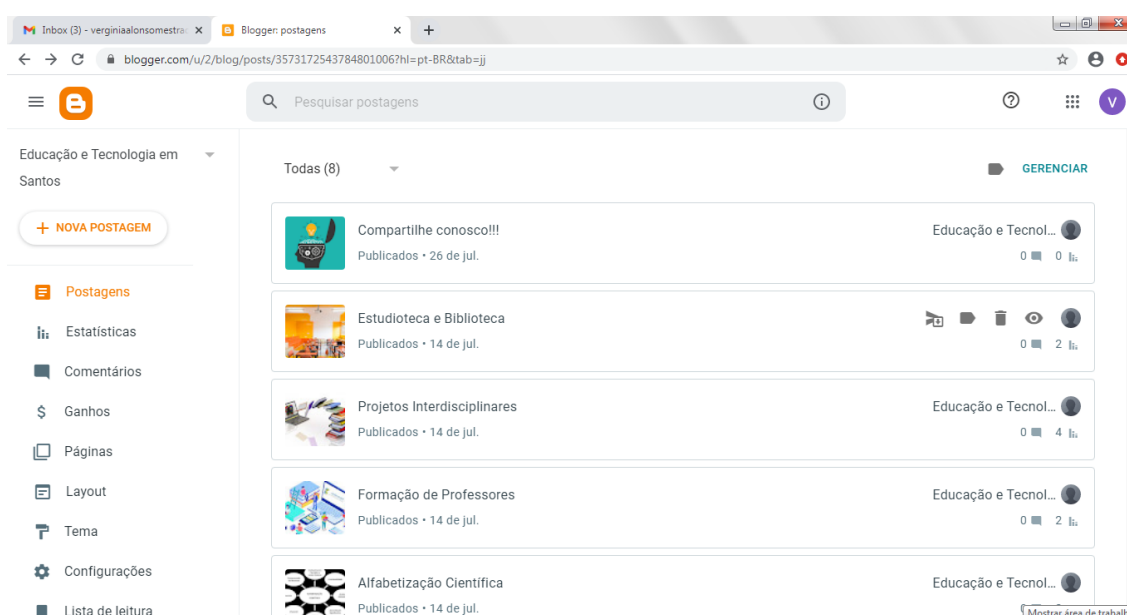 Inbox (3) - verginiaalonsomestra
Blogger: postagens
blogger.com/u/2/blog/posts/3573172543784801006?hl=pt-BR&tab=jj
Pesquisar postagens
V
Educação e Tecnologia em
Santos
Todas (8)
GERENCIAR
+ NOVA POSTAGEM
Postagens
Estatísticas
Comentários
Ganhos
Páginas
Layout
Tema
Configurações
Lista de leitura
Compartilhe conosco!!!
Educação e Tecnol...
Publicados • 26 de jul.
0 0
Estudioteca e Biblioteca
Publicados • 14 de jul.
0 2
Projetos Interdisciplinares
Educação e Tecnol...
Publicados • 14 de jul.
0 4
Formação de Professores
Educação e Tecnol...
Publicados • 14 de jul.
0 2
Alfabetização Científica
Educação e Tecnol...
Publicados • 14 de jul.
Mostrar área de trabalh